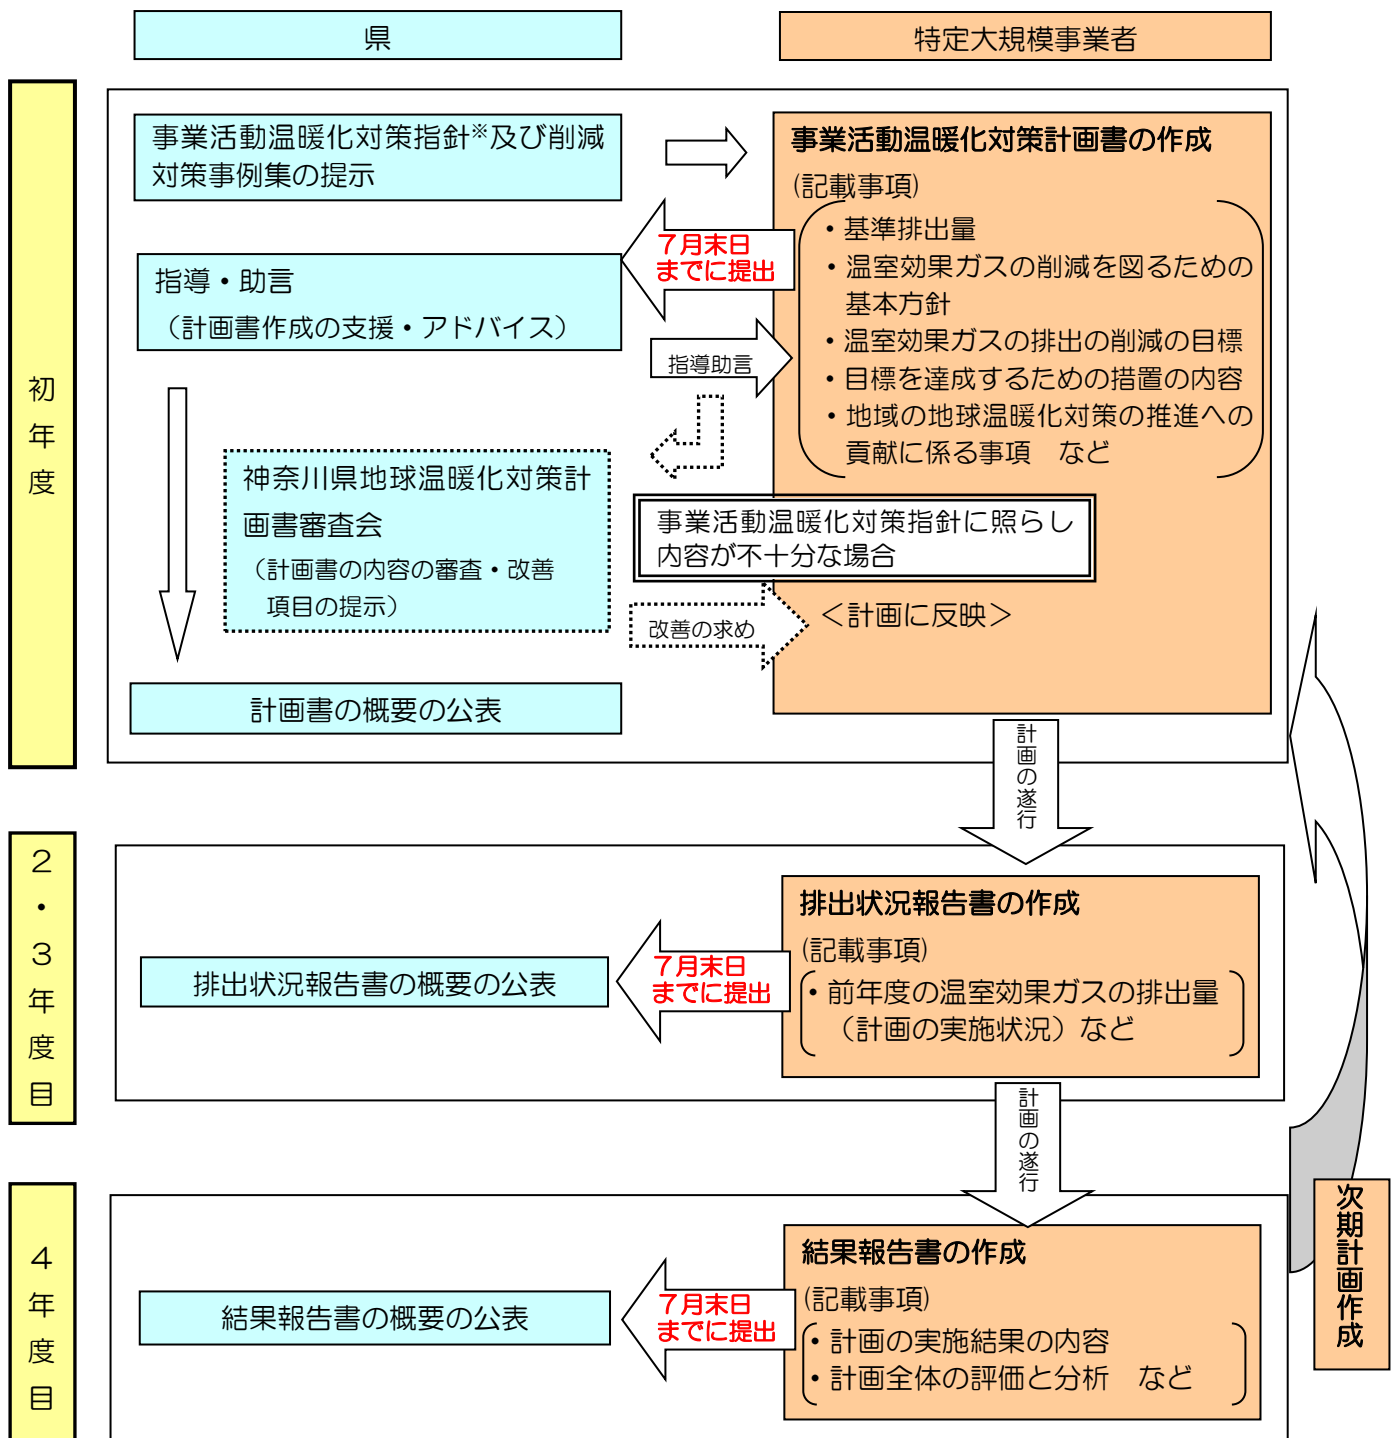 県
特定大規模事業者
初年度
事業活動温暖化対策指針※及び削減
対策事例集の提示
事業活動温暖化対策計画書の作成
(記載事項)
・基準排出量
・温室効果ガスの削減を図るための
基本方針
・温室効果ガスの排出の削減の目標
・目標を達成するための措置の内容
・地域の地球温暖化対策の推進への
貢献に係る事項　など
7月末日
までに提出
指導・助言
（計画書作成の支援・アドバイス）
指導助言
神奈川県地球温暖化対策計
画書審査会
（計画書の内容の審査・改善
項目の提示）
事業活動温暖化対策指針に照らし
内容が不十分な場合
改善の求め
＜計画に反映＞
計画書の概要の公表
計画の遂行
2・3年度目
排出状況報告書の作成
(記載事項)
・前年度の温室効果ガスの排出量
（計画の実施状況）など
7月末日
までに提出
排出状況報告書の概要の公表
計画の遂行
4年度目
結果報告書の作成
(記載事項)
・計画の実施結果の内容
・計画全体の評価と分析　など
7月末日
までに提出
結果報告書の概要の公表
次期計画作成